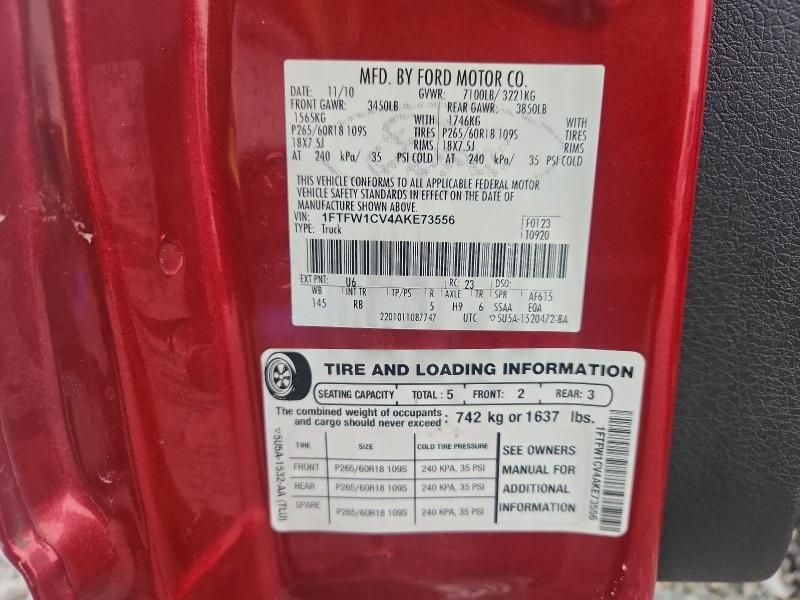 MFD. BY FORD MOTOR CO.
DATE: 11/10 GVWR: 7100LB/ 3221KG
FRONT GAWR: 3450LB REAR GAWR: 3850LB
1565KG WITH 1746KG WITH
P265/60R18 109S TIRES P265/60R18 109S TIRES
18X7.5J RIMS 18X7.5J RIMS
AT 240 kPa/ 35 PSI COLD AT 240 kPa/ 35 PSI COLD
THIS VEHICLE CONFORMS TO ALL APPLICABLE FEDERAL MOTOR
VEHICLE SAFETY STANDARDS IN EFFECT ON THE DATE OF
MANUFACTURE SHOWN ABOVE.
VIN: 1FTFW1CV4AKE73556 F0123
TYPE: Truck T0920
EXT PNT: U6 RC: 23 DSO:
WB INT TR TP/PS R AXLE TR SPR AF615
145 RB 5 H9 6 SSAA E0A
2201011087747 UTC ▽5U5A-1520472-BA
TIRE AND LOADING INFORMATION
SEATING CAPACITY TOTAL : 5 FRONT: 2 REAR: 3
The combined weight of occupants
and cargo should never exceed : 742 kg or 1637 lbs.
TIRE SIZE COLD TIRE PRESSURE
FRONT P265/60R18 109S 240 KPA, 35 PSI
REAR P265/60R18 109S 240 KPA, 35 PSI
SPARE P265/60R18 109S 240 KPA, 35 PSI
SEE OWNERS
MANUAL FOR
ADDITIONAL
INFORMATION
▽5U5A-1532-AA (TLU)
1FTFW1CV4AKE73556